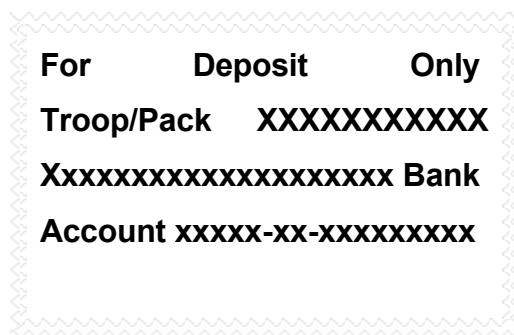 For Deposit Only
Troop/Pack XXXXXXXXXXX
Xxxxxxxxxxxxxxxxxxxx Bank
Account xxxxx-xx-xxxxxxxxx